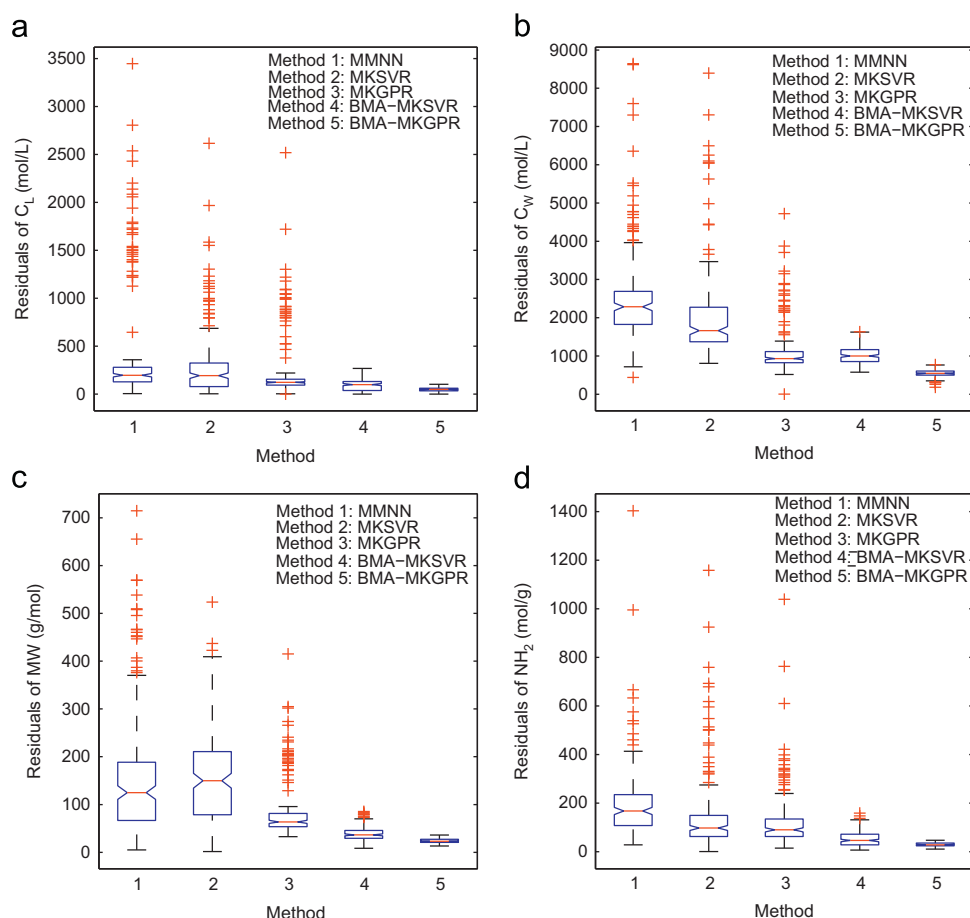 a
Residuals of C_L (mol/L)
3500
3000
2500
2000
1500
1000
500
0
Method 1: MMNN
Method 2: MKSVR
Method 3: MKGPR
Method 4: BMA−MKSVR
Method 5: BMA−MKGPR
1 2 3 4 5
Method
b
Residuals of C_W (mol/L)
9000
8000
7000
6000
5000
4000
3000
2000
1000
0
Method 1: MMNN
Method 2: MKSVR
Method 3: MKGPR
Method 4: BMA−MKSVR
Method 5: BMA−MKGPR
1 2 3 4 5
Method
c
Residuals of MW (g/mol)
700
600
500
400
300
200
100
0
Method 1: MMNN
Method 2: MKSVR
Method 3: MKGPR
Method 4: BMA−MKSVR
Method 5: BMA−MKGPR
1 2 3 4 5
Method
d
Residuals of NH₂ (mol/g)
1400
1200
1000
800
600
400
200
0
Method 1: MMNN
Method 2: MKSVR
Method 3: MKGPR
Method 4: BMA−MKSVR
Method 5: BMA−MKGPR
1 2 3 4 5
Method